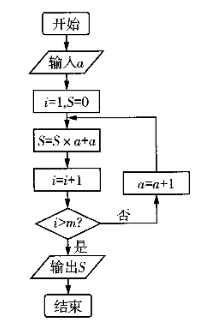 开始
输入a
i=1,S=0
S=S×a+a
i=i+1
a=a+1
i>m?
否
是
输出S
结束